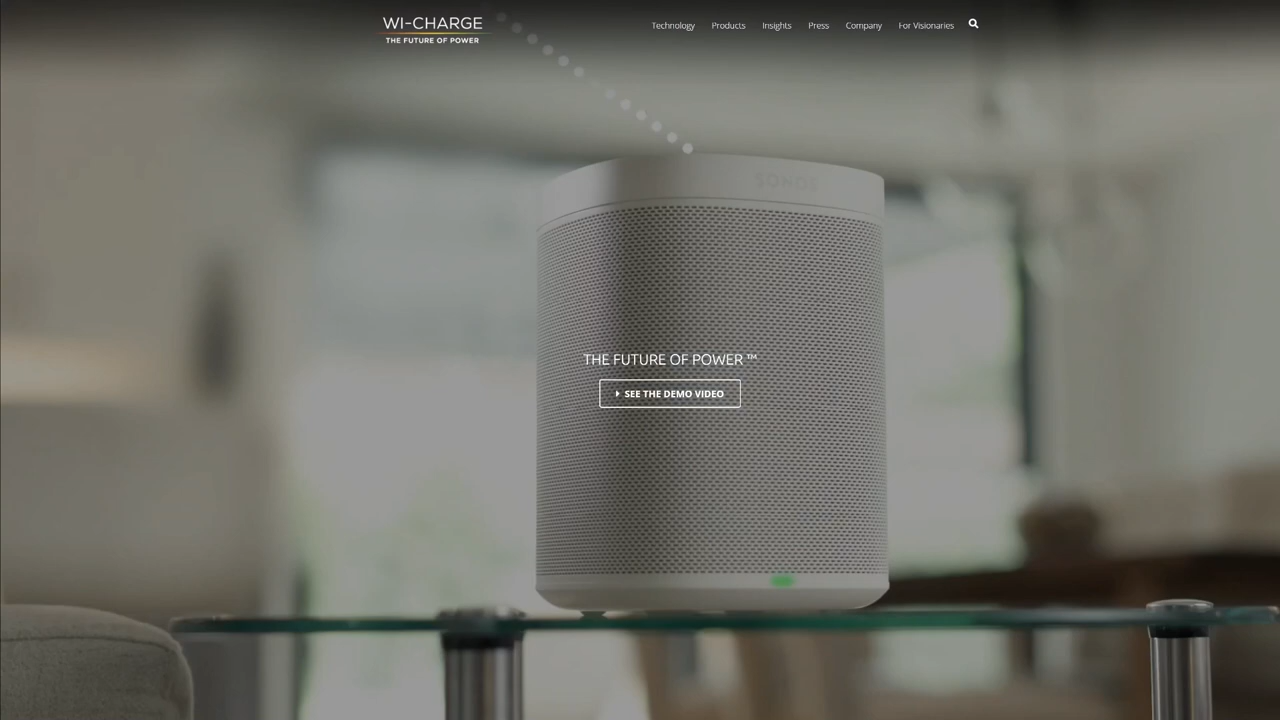 WI-CHARGE
THE FUTURE OF POWER
Technology Products Insights Press Company For Visionaries
SONOS
THE FUTURE OF POWER ™
SEE THE DEMO VIDEO